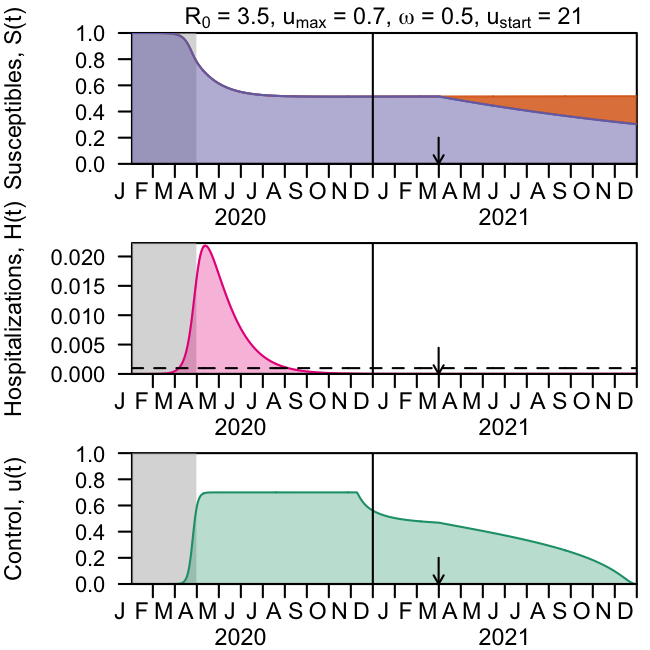 R0 = 3.5, umax = 0.7, ω = 0.5, ustart = 21
Susceptibles, S(t)
1.0
0.8
0.6
0.4
0.2
0.0
J F M A M J J A S O N D J F M A M J J A S O N D
2020 2021
Hospitalizations, H(t)
0.020
0.015
0.010
0.005
0.000
J F M A M J J A S O N D J F M A M J J A S O N D
2020 2021
Control, u(t)
1.0
0.8
0.6
0.4
0.2
0.0
J F M A M J J A S O N D J F M A M J J A S O N D
2020 2021